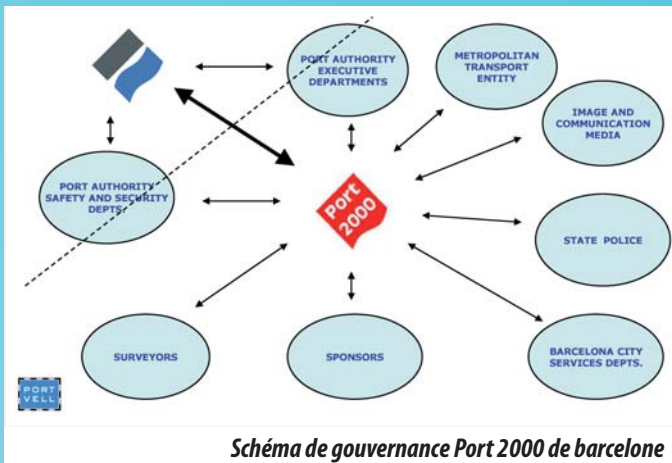 PORT AUTHORITY
EXECUTIVE
DEPARTMENTS
METROPOLITAN
TRANSPORT
ENTITY
IMAGE AND
COMMUNICATION
MEDIA
PORT AUTHORITY
SAFETY AND SECURITY
DEPTS.
Port
2000
STATE POLICE
SURVEYORS
SPONSORS
BARCELONA CITY
SERVICES DEPTS.
PORT
VELL
Schéma de gouvernance Port 2000 de barcelone